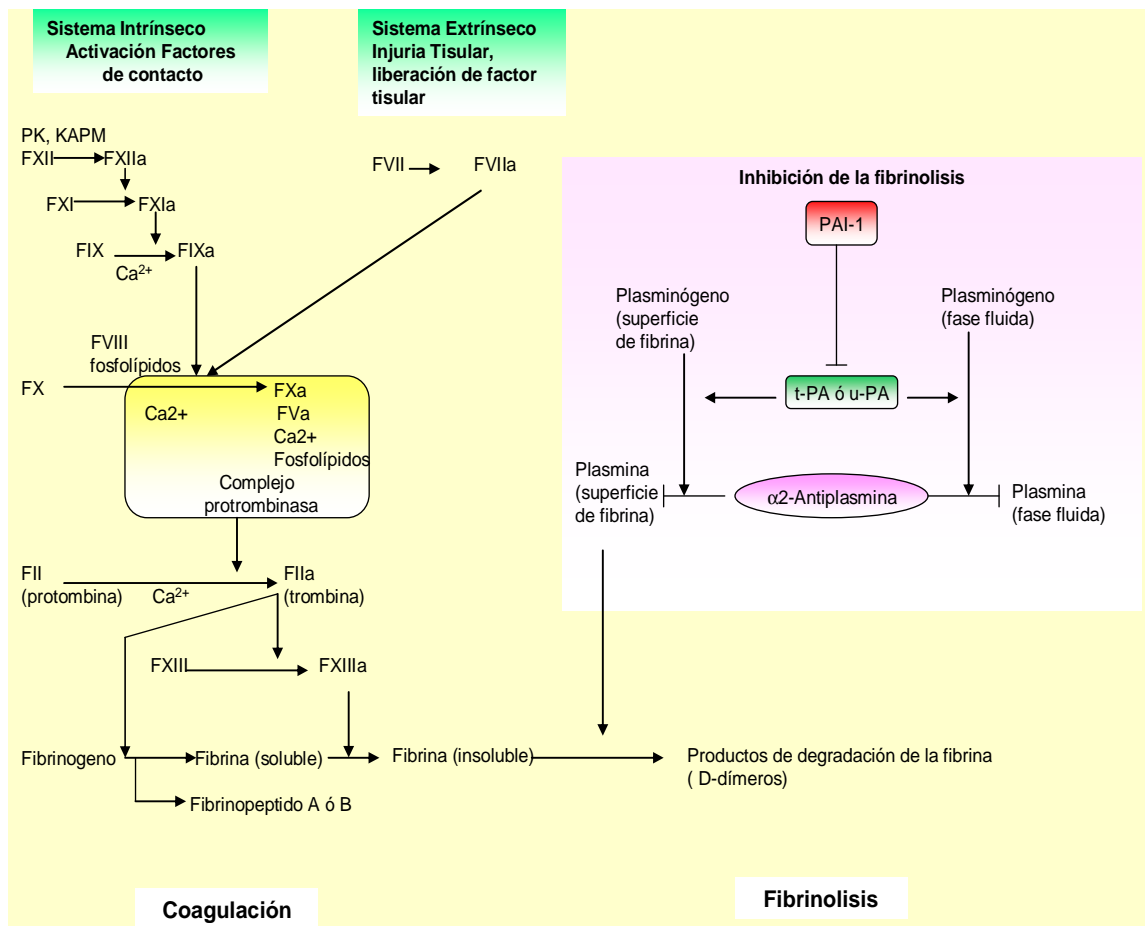 Sistema Intrínseco
Activación Factores
de contacto
Sistema Extrínseco
Injuria Tisular,
liberación de factor
tisular
PK, KAPM
FXII
FXIIa
FXI
FXIa
FIX
Ca2+
FIXa
FVII
FVIIa
FVIII
fosfolípidos
FX
Ca2+
FXa
FVa
Ca2+
Fosfolípidos
Complejo
protrombinasa
FII
(protombina)
Ca2+
FIIa
(trombina)
FXIII
FXIIIa
Fibrinogeno
Fibrina (soluble)
Fibrina (insoluble)
Fibrinopeptido A ó B
Coagulación
Inhibición de la fibrinolisis
PAI-1
Plasminógeno
(superficie
de fibrina)
Plasminógeno
(fase fluida)
t-PA ó u-PA
Plasmina
(superficie
de fibrina)
α2-Antiplasmina
Plasmina
(fase fluida)
Productos de degradación de la fibrina
( D-dímeros)
Fibrinolisis